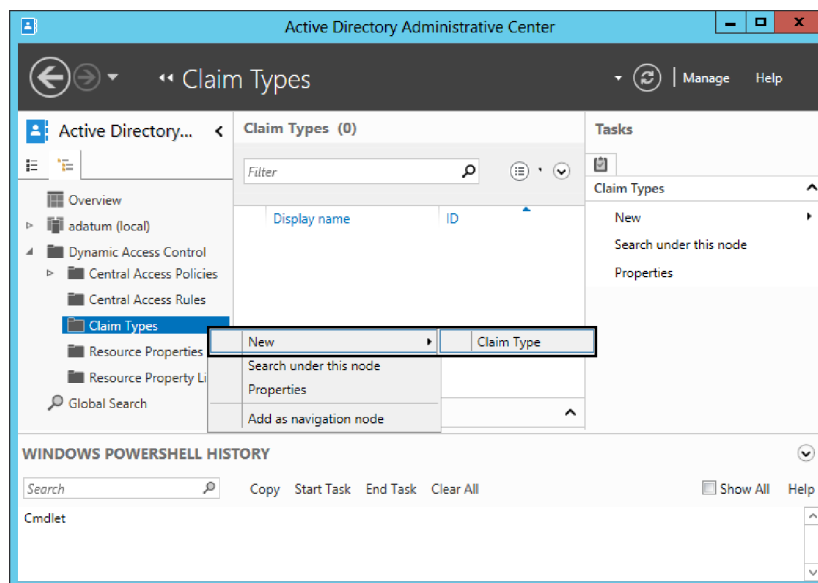 Active Directory Administrative Center
Claim Types
Manage Help
Active Directory...
Overview
adatum (local)
Dynamic Access Control
Central Access Policies
Central Access Rules
Claim Types
Resource Properties
Resource Property Li
Global Search
Claim Types (0)
Filter
Display name ID
New Claim Type
Search under this node
Properties
Add as navigation node
Tasks
Claim Types
New
Search under this node
Properties
WINDOWS POWERSHELL HISTORY
Search Copy Start Task End Task Clear All Show All Help
Cmdlet